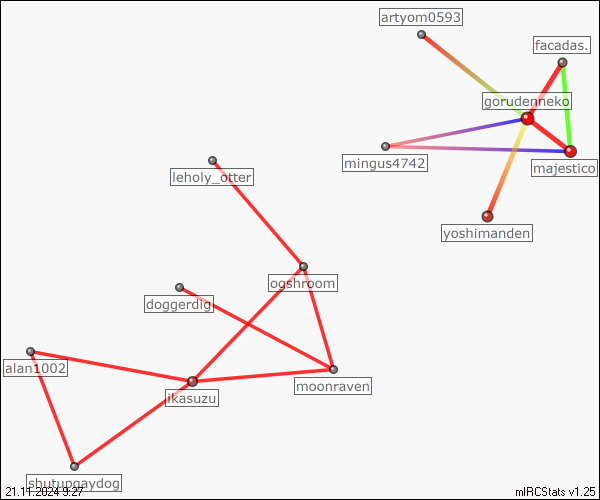 artyom0593
facadas.
gorudenneko
mingus4742
majestico
leholy_otter
yoshimanden
ogshroom
doggerdig
alan1002
moonraven
ikasuzu
shutupgaydog
21.11.2024 9:27
mIRCStats v1.25